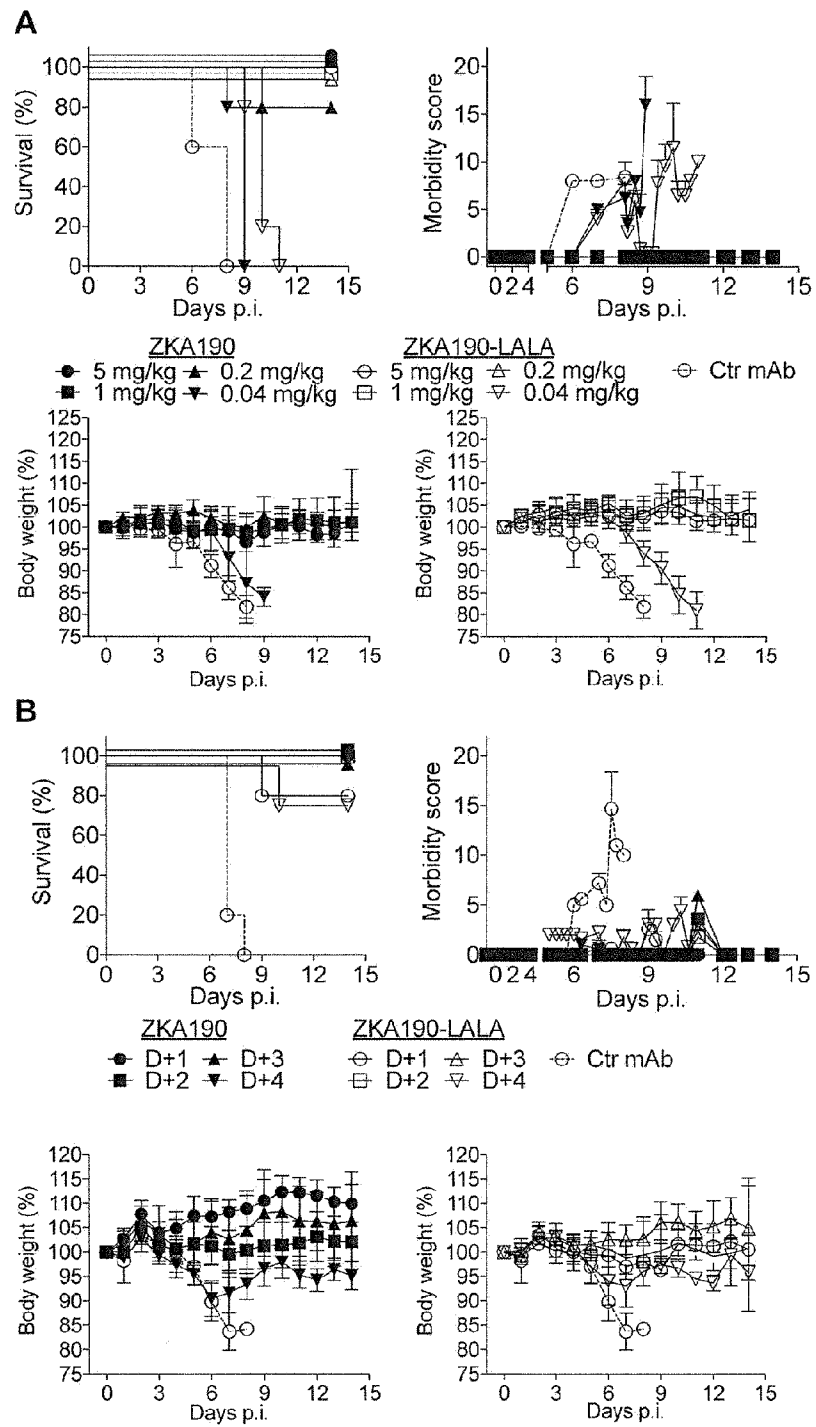 A
Survival (%)
100
80
60
40
20
0
0 3 6 9 12 15
Days p.i.
Morbidity score
20
15
10
5
0
0 2 4 6 9 12 15
Days p.i.
ZKA190 ZKA190-LALA
5 mg/kg 0.2 mg/kg 5 mg/kg 0.2 mg/kg Ctr mAb
1 mg/kg 0.04 mg/kg 1 mg/kg 0.04 mg/kg
Body weight (%)
125
120
115
110
105
100
95
90
85
80
75
0 3 6 9 12 15
Days p.i.
Body weight (%)
125
120
115
110
105
100
95
90
85
80
75
0 3 6 9 12 15
Days p.i.
B
Survival (%)
100
80
60
40
20
0
0 3 6 9 12 15
Days p.i.
Morbidity score
20
15
10
5
0
0 2 4 6 9 12 15
Days p.i.
ZKA190 ZKA190-LALA
D+1 D+3 D+1 D+3 Ctr mAb
D+2 D+4 D+2 D+4
Body weight (%)
120
115
110
105
100
95
90
85
80
75
0 3 6 9 12 15
Days p.i.
Body weight (%)
120
115
110
105
100
95
90
85
80
75
0 3 6 9 12 15
Days p.i.